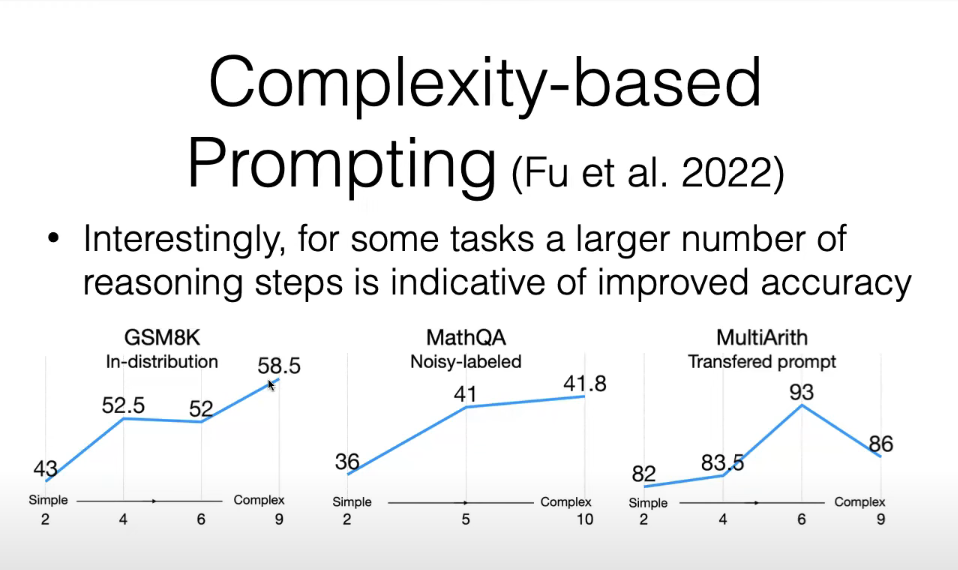 Complexity-based
Prompting (Fu et al. 2022)
• Interestingly, for some tasks a larger number of
reasoning steps is indicative of improved accuracy
GSM8K
In-distribution
43
52.5
52
58.5
Simple
Complex
2
4
6
9
MathQA
Noisy-labeled
36
41
41.8
Simple
Complex
2
5
10
MultiArith
Transfered prompt
82
83.5
93
86
Simple
Complex
2
4
6
9